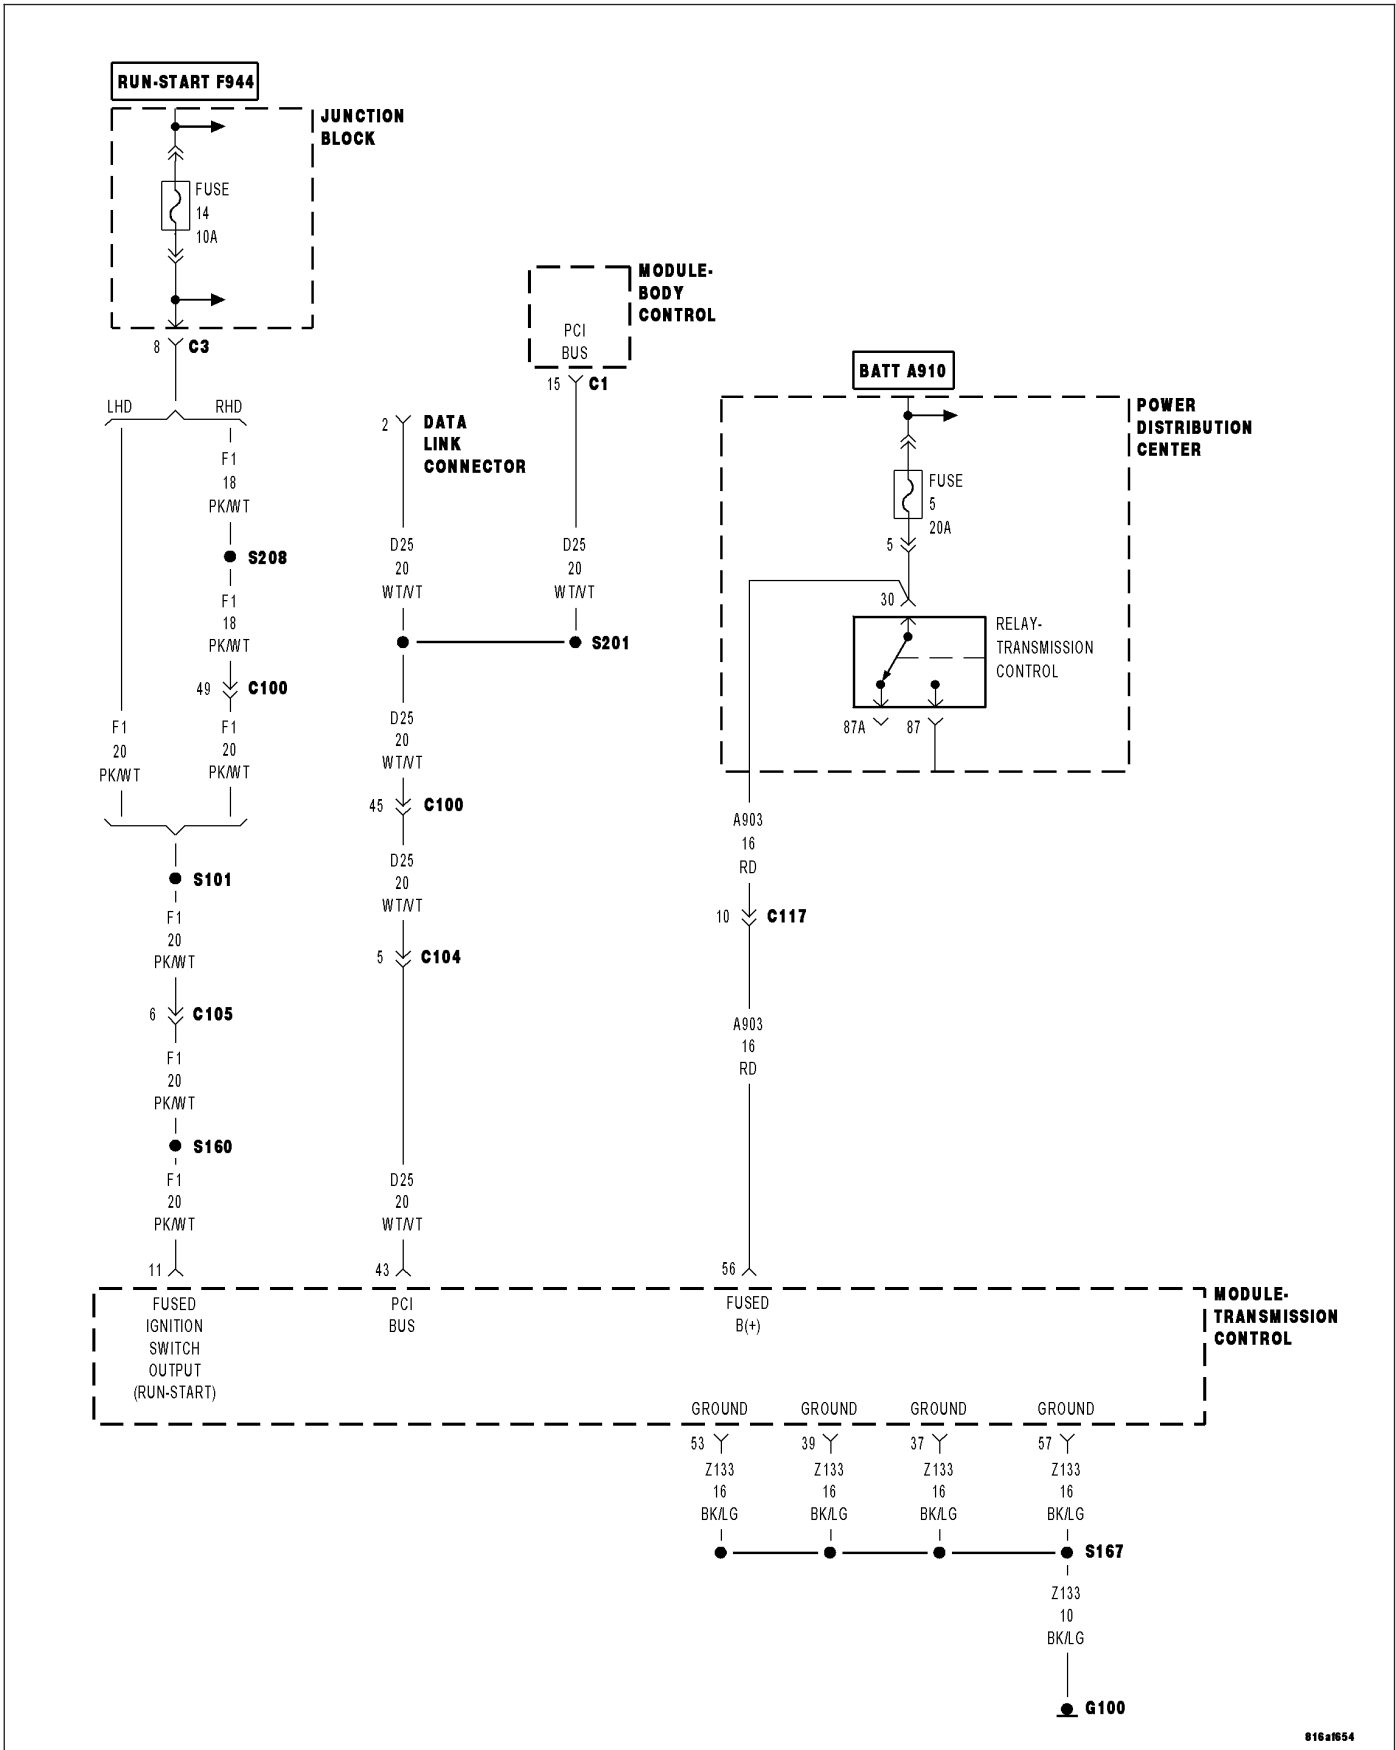 RUN-START F944
JUNCTION
BLOCK
FUSE
14
10A
8
C3
LHD
RHD
F1
18
PK/WT
S208
F1
18
PK/WT
49
C100
F1
20
PK/WT
F1
20
PK/WT
S101
F1
20
PK/WT
6
C105
F1
20
PK/WT
S160
F1
20
PK/WT
11
MODULE-
BODY
CONTROL
PCI
BUS
15
C1
2
DATA
LINK
CONNECTOR
D25
20
WT/VT
D25
20
WT/VT
S201
D25
20
WT/VT
45
C100
D25
20
WT/VT
5
C104
D25
20
WT/VT
43
BATT A910
POWER
DISTRIBUTION
CENTER
FUSE
5
20A
5
30
RELAY-
TRANSMISSION
CONTROL
87A
87
A903
16
RD
10
C117
A903
16
RD
56
FUSED
IGNITION
SWITCH
OUTPUT
(RUN-START)
PCI
BUS
FUSED
B(+)
MODULE-
TRANSMISSION
CONTROL
GROUND
GROUND
GROUND
GROUND
53
39
37
57
Z133
16
BK/LG
Z133
16
BK/LG
Z133
16
BK/LG
Z133
16
BK/LG
S167
Z133
10
BK/LG
G100
816af654